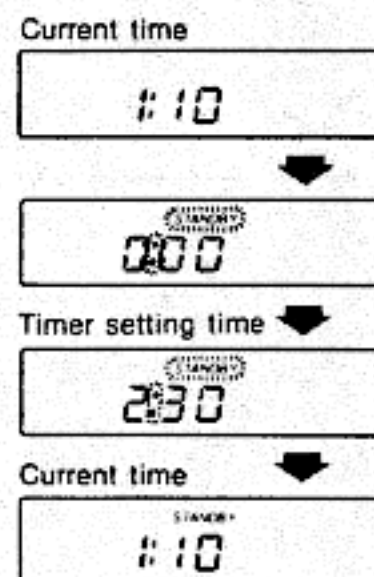 Current time
1:10
STANDBY
0:00
Timer setting time
STANDBY
2:30
Current time
STANDBY
1:10